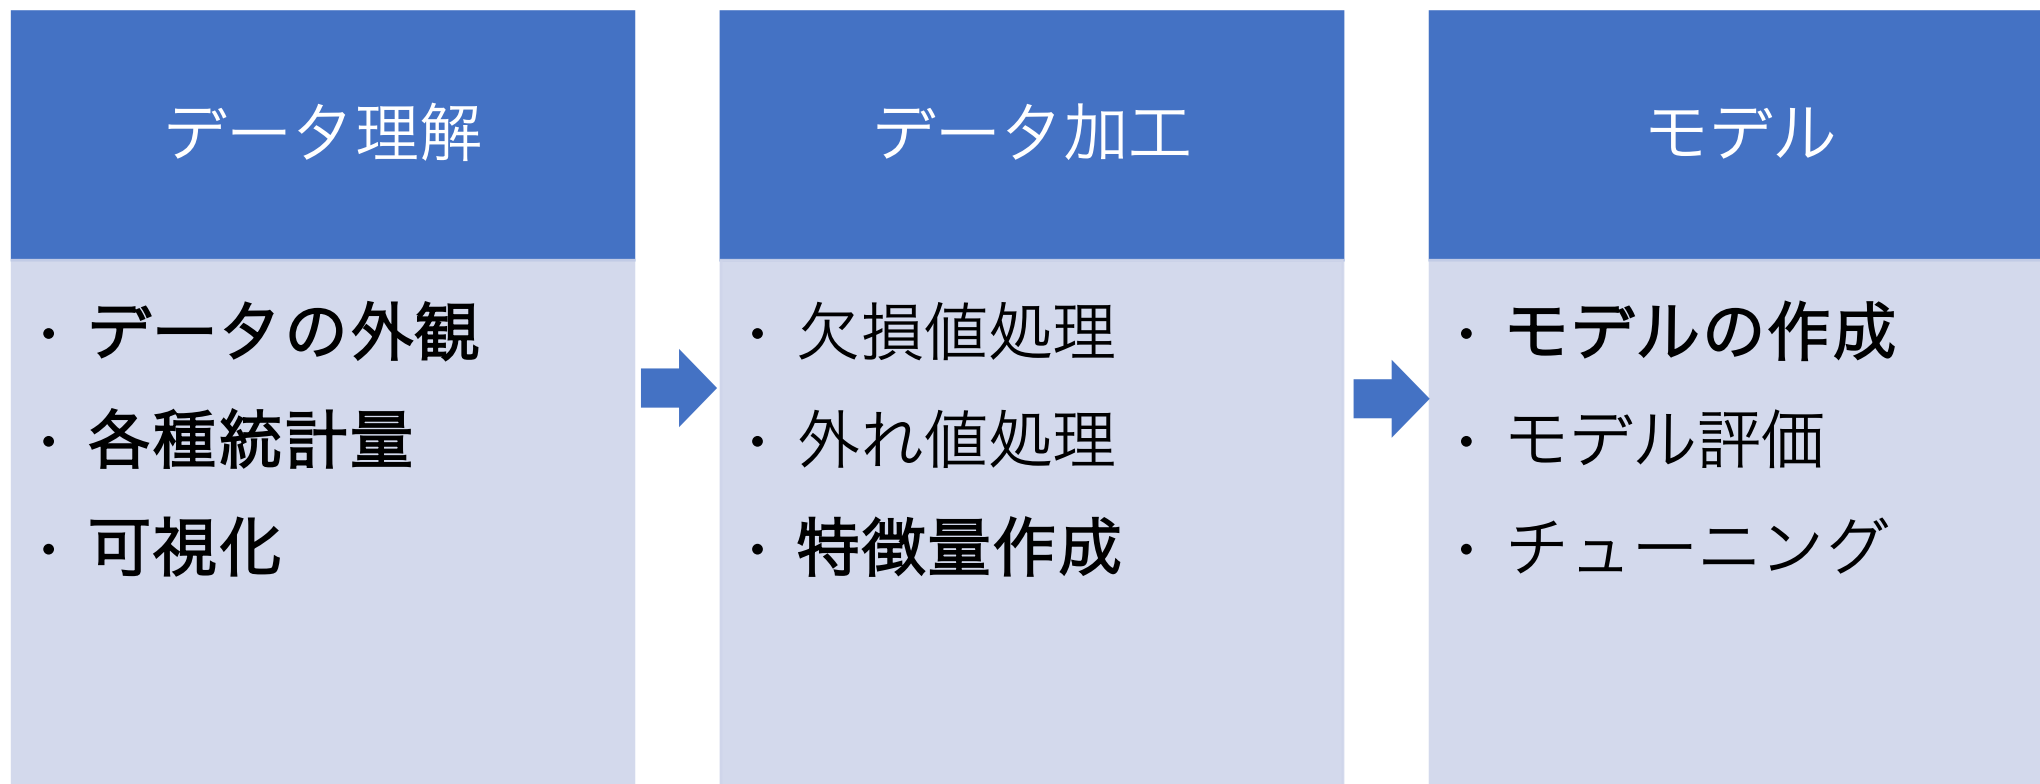 データ理解
・データの外観
・各種統計量
・可視化
データ加工
・欠損値処理
・外れ値処理
・特徴量作成
モデル
・モデルの作成
・モデル評価
・チューニング